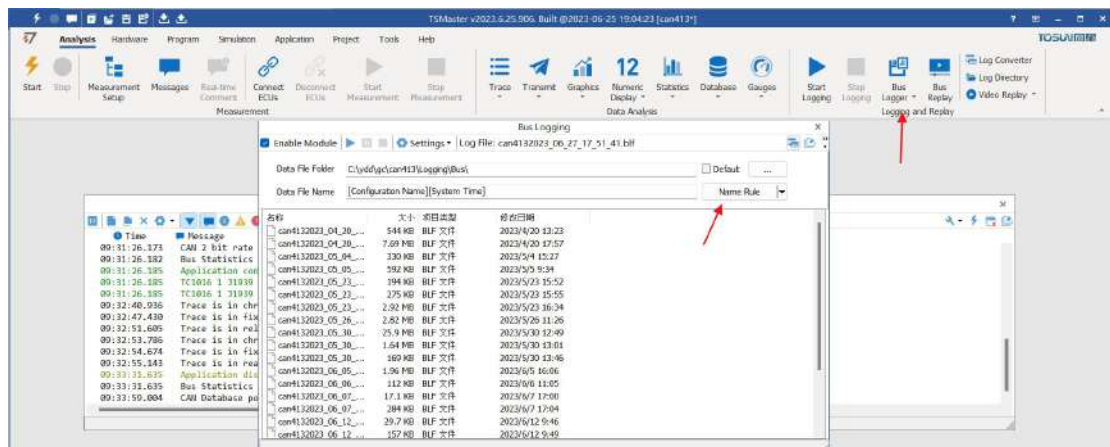 TSMaster v2023.6.25.906. Built @2023-06-25 19:04:23 [can413*]
Analysis Hardware Program Simulation Application Project Tools Help
TOSUN
Start Stop Measurement Setup Messages Real-time Comment Connect ECUs Disconnect ECUs Start Measurement Stop Measurement Trace Transmit Graphics 12 Numeric Display Statistics Database Gauges Start Logging Stop Logging Bus Logger Bus Replay
Log Converter
Log Directory
Video Replay
Measurement Data Analysis Logging and Replay
Bus Logging
Enable Module Settings Log File: can4132023_06_27_17_51_41.blf
Data File Folder C:\ydd\gc\can413\Logging\Bus\ Default ...
Data File Name [Configuration Name][System Time] Name Rule
名称 大小 项目类型 修改日期
can4132023_04_20_... 544 KB BLF 文件 2023/4/20 13:23
can4132023_04_20_... 7.69 MB BLF 文件 2023/4/20 17:57
can4132023_05_04_... 330 KB BLF 文件 2023/5/4 15:27
can4132023_05_05_... 592 KB BLF 文件 2023/5/5 9:34
can4132023_05_23_... 194 KB BLF 文件 2023/5/23 15:52
can4132023_05_23_... 275 KB BLF 文件 2023/5/23 15:55
can4132023_05_23_... 2.92 MB BLF 文件 2023/5/23 16:34
can4132023_05_26_... 2.82 MB BLF 文件 2023/5/26 11:26
can4132023_05_30_... 25.9 MB BLF 文件 2023/5/30 12:49
can4132023_05_30_... 1.64 MB BLF 文件 2023/5/30 13:01
can4132023_05_30_... 169 KB BLF 文件 2023/5/30 13:46
can4132023_06_05_... 1.96 MB BLF 文件 2023/6/5 16:06
can4132023_06_06_... 112 KB BLF 文件 2023/6/6 11:05
can4132023_06_07_... 17.1 KB BLF 文件 2023/6/7 17:00
can4132023_06_07_... 284 KB BLF 文件 2023/6/7 17:04
can4132023_06_12_... 29.7 KB BLF 文件 2023/6/12 9:46
can4132023_06_12_... 157 KB BLF 文件 2023/6/12 9:49
Time Message
09:31:26.173 CAN 2 bit rate
09:31:26.182 Bus Statistics
09:31:26.185 Application con
09:31:26.185 TC1016 1 31939
09:31:26.185 TC1016 1 31939
09:32:40.936 Trace is in chr
09:32:47.430 Trace is in fix
09:32:51.605 Trace is in rel
09:32:53.786 Trace is in chr
09:32:54.674 Trace is in fix
09:32:55.143 Trace is in rea
09:33:31.635 Application dis
09:33:31.635 Bus Statistics
09:33:59.004 CAN Database po